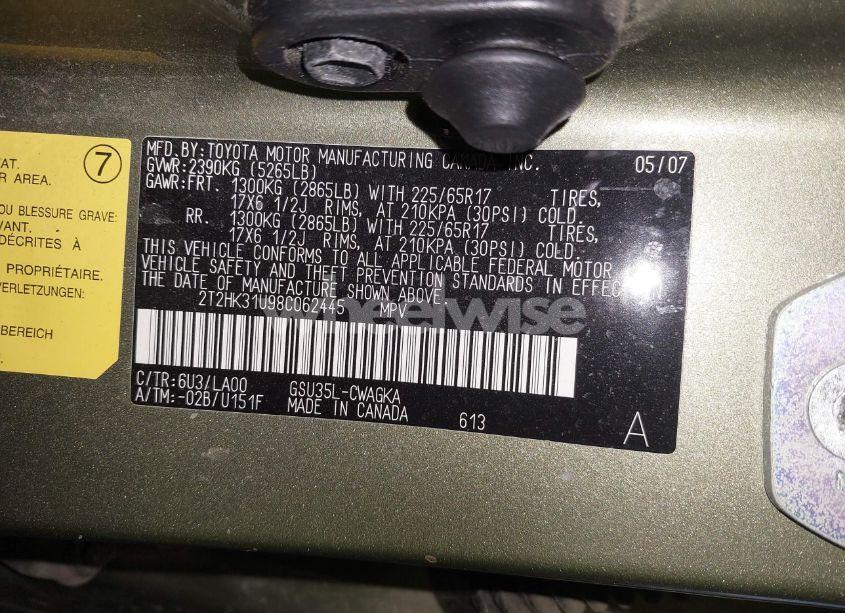 7
TAT.
R AREA.
OU BLESSURE GRAVE:
VANT.
DÉCRITES À
PROPRIÉTAIRE.
VERLETZUNGEN:
BEREICH
MFD.BY:TOYOTA MOTOR MANUFACTURING CANADA INC. 05/07
GVWR:2390KG (5265LB)
GAWR:FRT. 1300KG (2865LB) WITH 225/65R17 TIRES,
17X6 1/2J RIMS, AT 210KPA (30PSI) COLD.
RR. 1300KG (2865LB) WITH 225/65R17 TIRES,
17X6 1/2J RIMS, AT 210KPA (30PSI) COLD.
THIS VEHICLE CONFORMS TO ALL APPLICABLE FEDERAL MOTOR
VEHICLE SAFETY AND THEFT PREVENTION STANDARDS IN EFFECT
THE DATE OF MANUFACTURE SHOWN ABOVE.
2T2HK31U98C062445 MPV
wheelwise
C/TR:6U3/LA00 GSU35L-CWAGKA
A/TM:-02B/U151F MADE IN CANADA
613
A